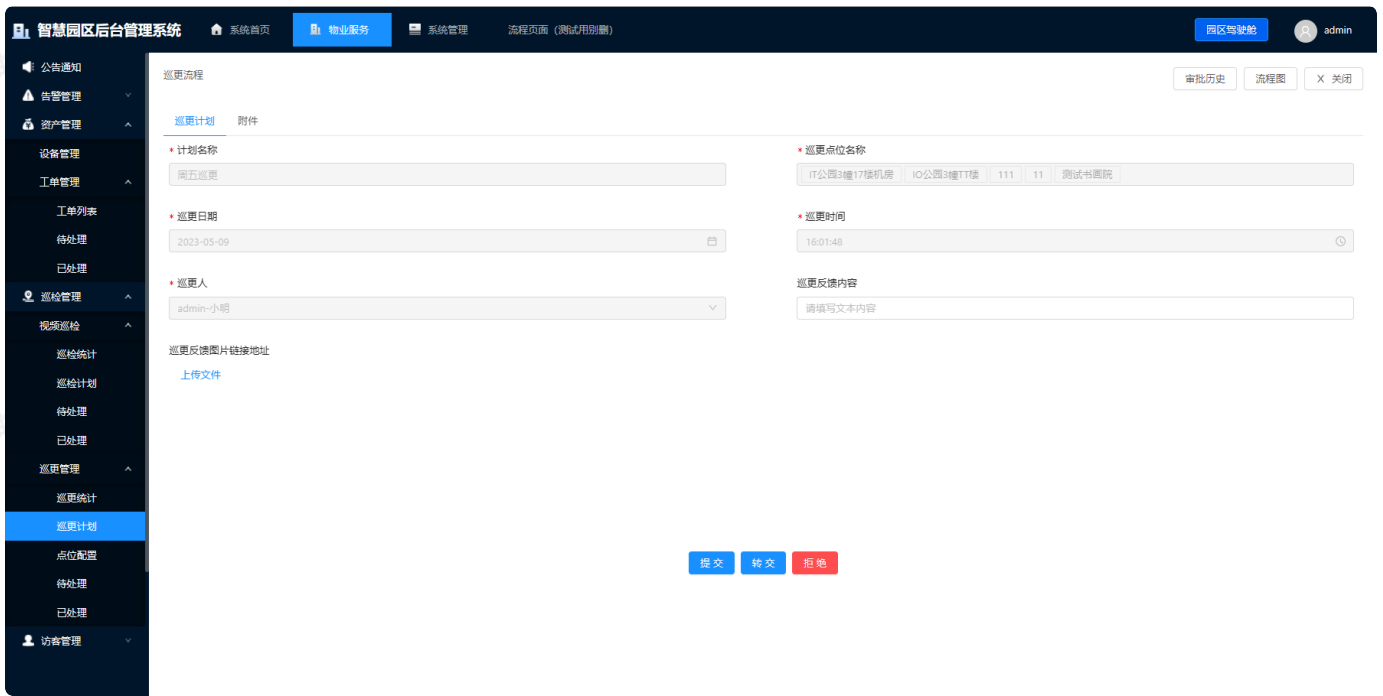 智慧园区后台管理系统 系统首页 物业服务 系统管理 流程页面（测试用别删） 园区驾驶舱 admin
公告通知
告警管理
资产管理
设备管理
工单管理
工单列表
待处理
已处理
巡检管理
视频巡检
巡检统计
巡检计划
待处理
已处理
巡更管理
巡更统计
巡更计划
点位配置
待处理
已处理
访客管理
巡更流程 审批历史 流程图 X 关闭
巡更计划 附件
* 计划名称 * 巡更点位名称
周五巡更 IT公园3幢17楼机房 IO公园3幢TT楼 111 11 测试书画院
* 巡更日期 * 巡更时间
2023-05-09 16:01:48
* 巡更人 巡更反馈内容
admin-小明 请填写文本内容
巡更反馈图片链接地址
上传文件
提交 转交 拒绝